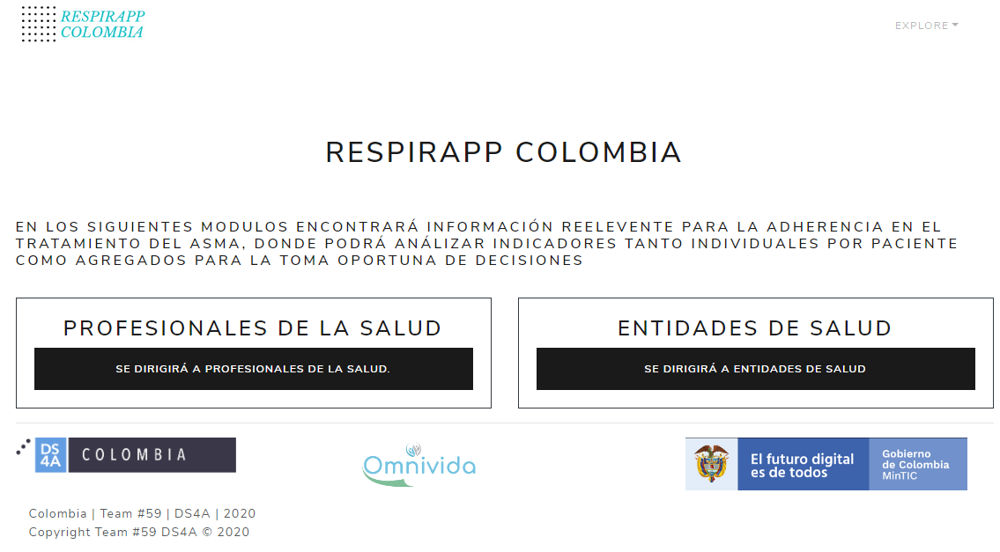 RESPIRAPP
COLOMBIA
EXPLORE
RESPIRAPP COLOMBIA
EN LOS SIGUIENTES MODULOS ENCONTRARÁ INFORMACIÓN REELEVENTE PARA LA ADHERENCIA EN EL
TRATAMIENTO DEL ASMA, DONDE PODRÁ ANÁLIZAR INDICADORES TANTO INDIVIDUALES POR PACIENTE
COMO AGREGADOS PARA LA TOMA OPORTUNA DE DECISIONES
PROFESIONALES DE LA SALUD
SE DIRIGIRÁ A PROFESIONALES DE LA SALUD.
ENTIDADES DE SALUD
SE DIRIGIRÁ A ENTIDADES DE SALUD
DS
4A
COLOMBIA
Omnivida
El futuro digital
es de todos
Gobierno
de Colombia
MinTIC
Colombia | Team #59 | DS4A | 2020
Copyright Team #59 DS4A © 2020